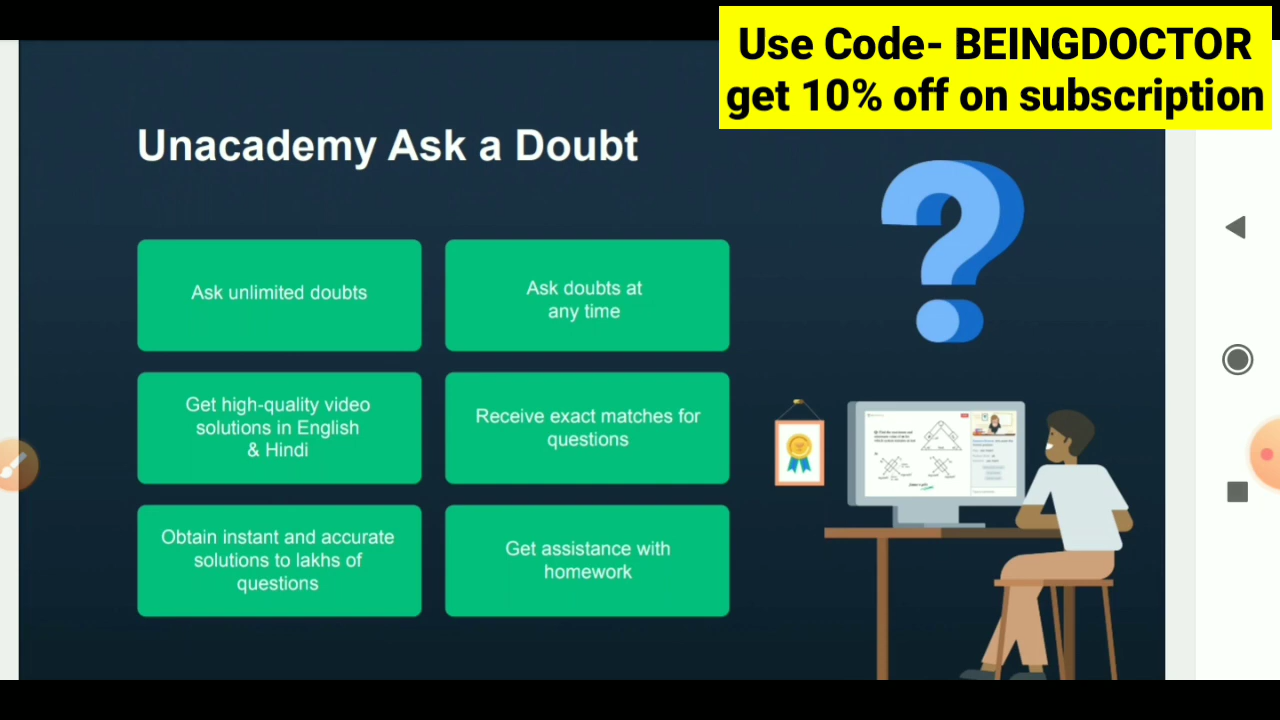 Use Code- BEINGDOCTOR
get 10% off on subscription
Unacademy Ask a Doubt
Ask unlimited doubts
Ask doubts at
any time
Get high-quality video
solutions in English
& Hindi
Receive exact matches for
questions
Obtain instant and accurate
solutions to lakhs of
questions
Get assistance with
homework